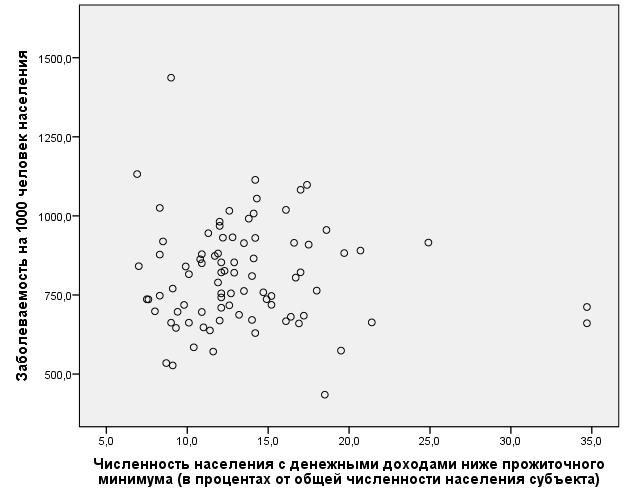 Заболеваемость на 1000 человек населения
1500,0
1250,0
1000,0
750,0
500,0
5,0 10,0 15,0 20,0 25,0 30,0 35,0
Численность населения с денежными доходами ниже прожиточного
минимума (в процентах от общей численности населения субъекта)